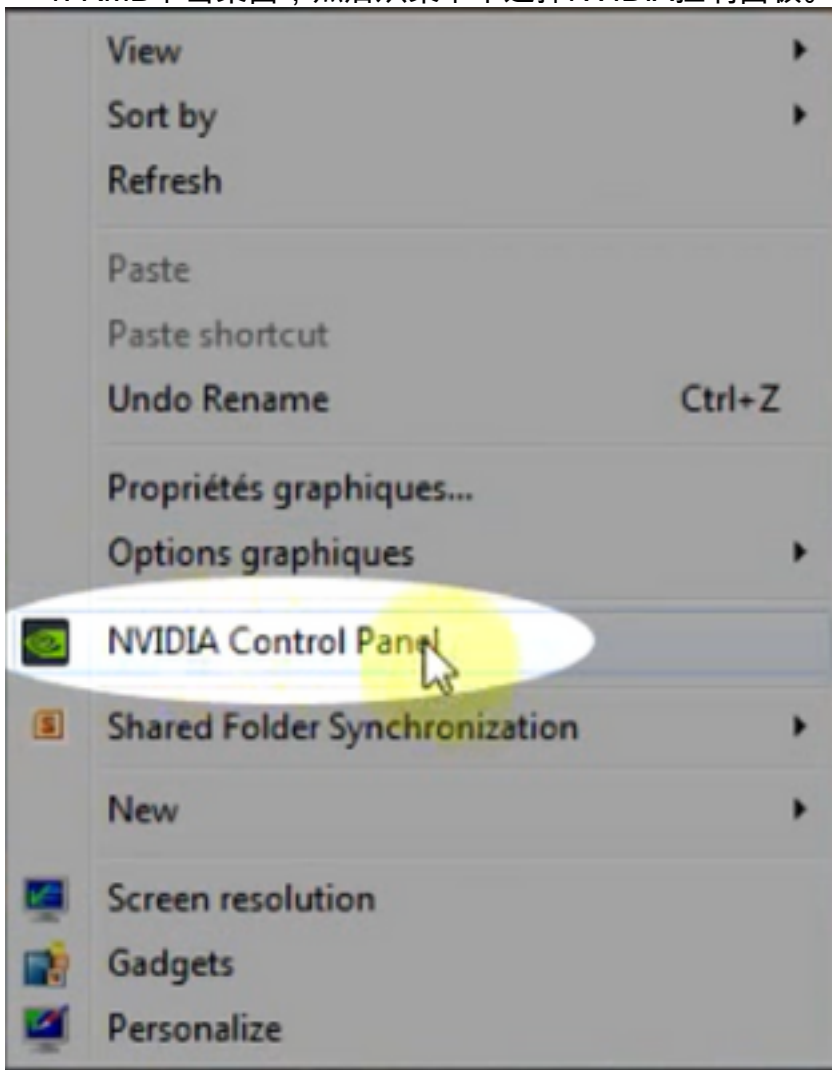 View
Sort by
Refresh
Paste
Paste shortcut
Undo Rename Ctrl+Z
Propriétés graphiques...
Options graphiques
NVIDIA Control Panel
Shared Folder Synchronization
New
Screen resolution
Gadgets
Personalize